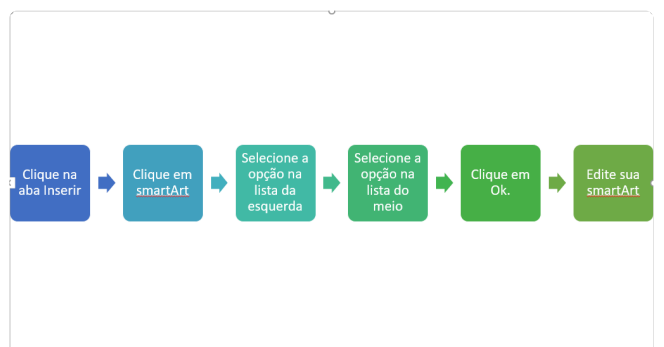 Clique na
aba Inserir
Clique em
smartArt
Selecione a
opção na
lista da
esquerda
Selecione a
opção na
lista do
meio
Clique em
Ok.
Edite sua
smartArt